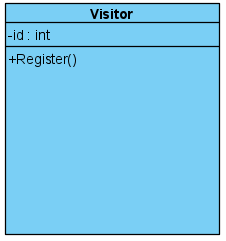 Visitor
-id : int
+Register()